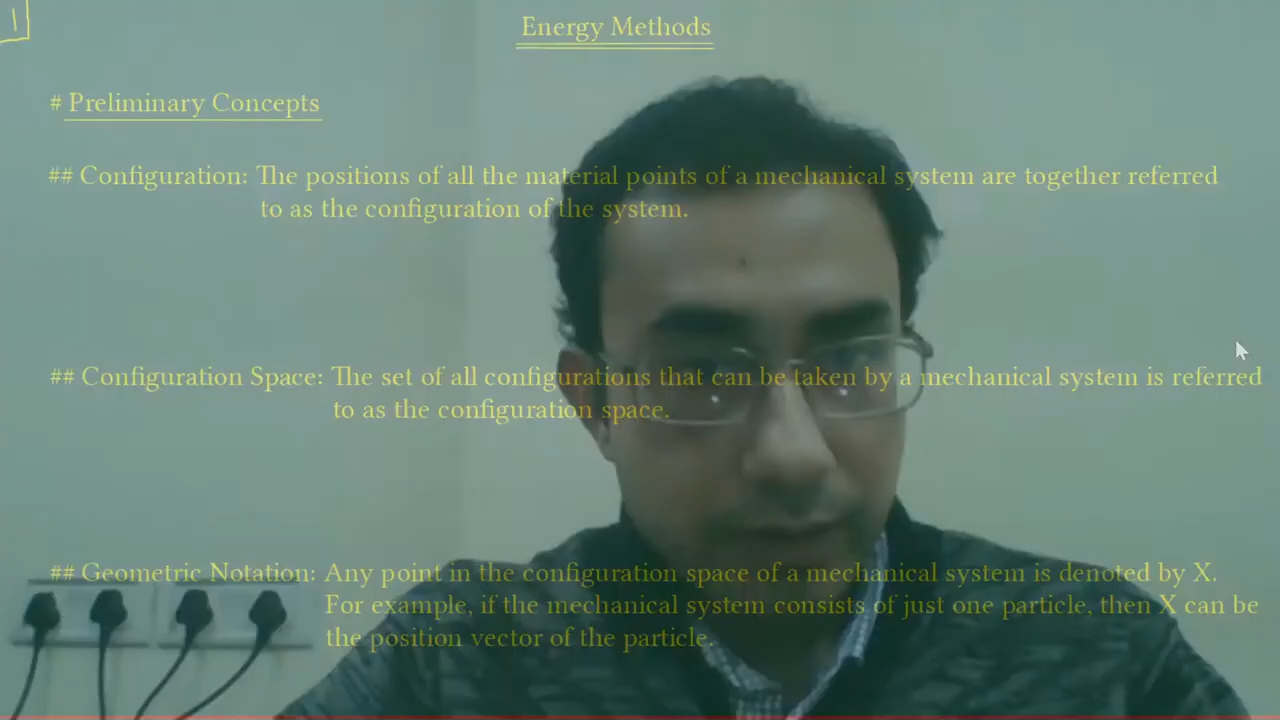 1
Energy Methods
# Preliminary Concepts
## Configuration: The positions of all the material points of a mechanical system are together referred
to as the configuration of the system.
## Configuration Space: The set of all configurations that can be taken by a mechanical system is referred
to as the configuration space.
## Geometric Notation: Any point in the configuration space of a mechanical system is denoted by X.
For example, if the mechanical system consists of just one particle, then X can be
the position vector of the particle.